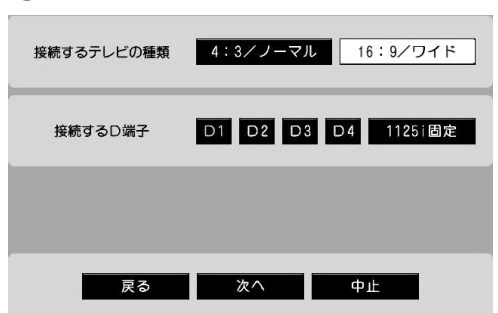 接続するテレビの種類 4：3／ノーマル 16：9／ワイド
接続するD端子 D1 D2 D3 D4 1125i固定
戻る 次へ 中止